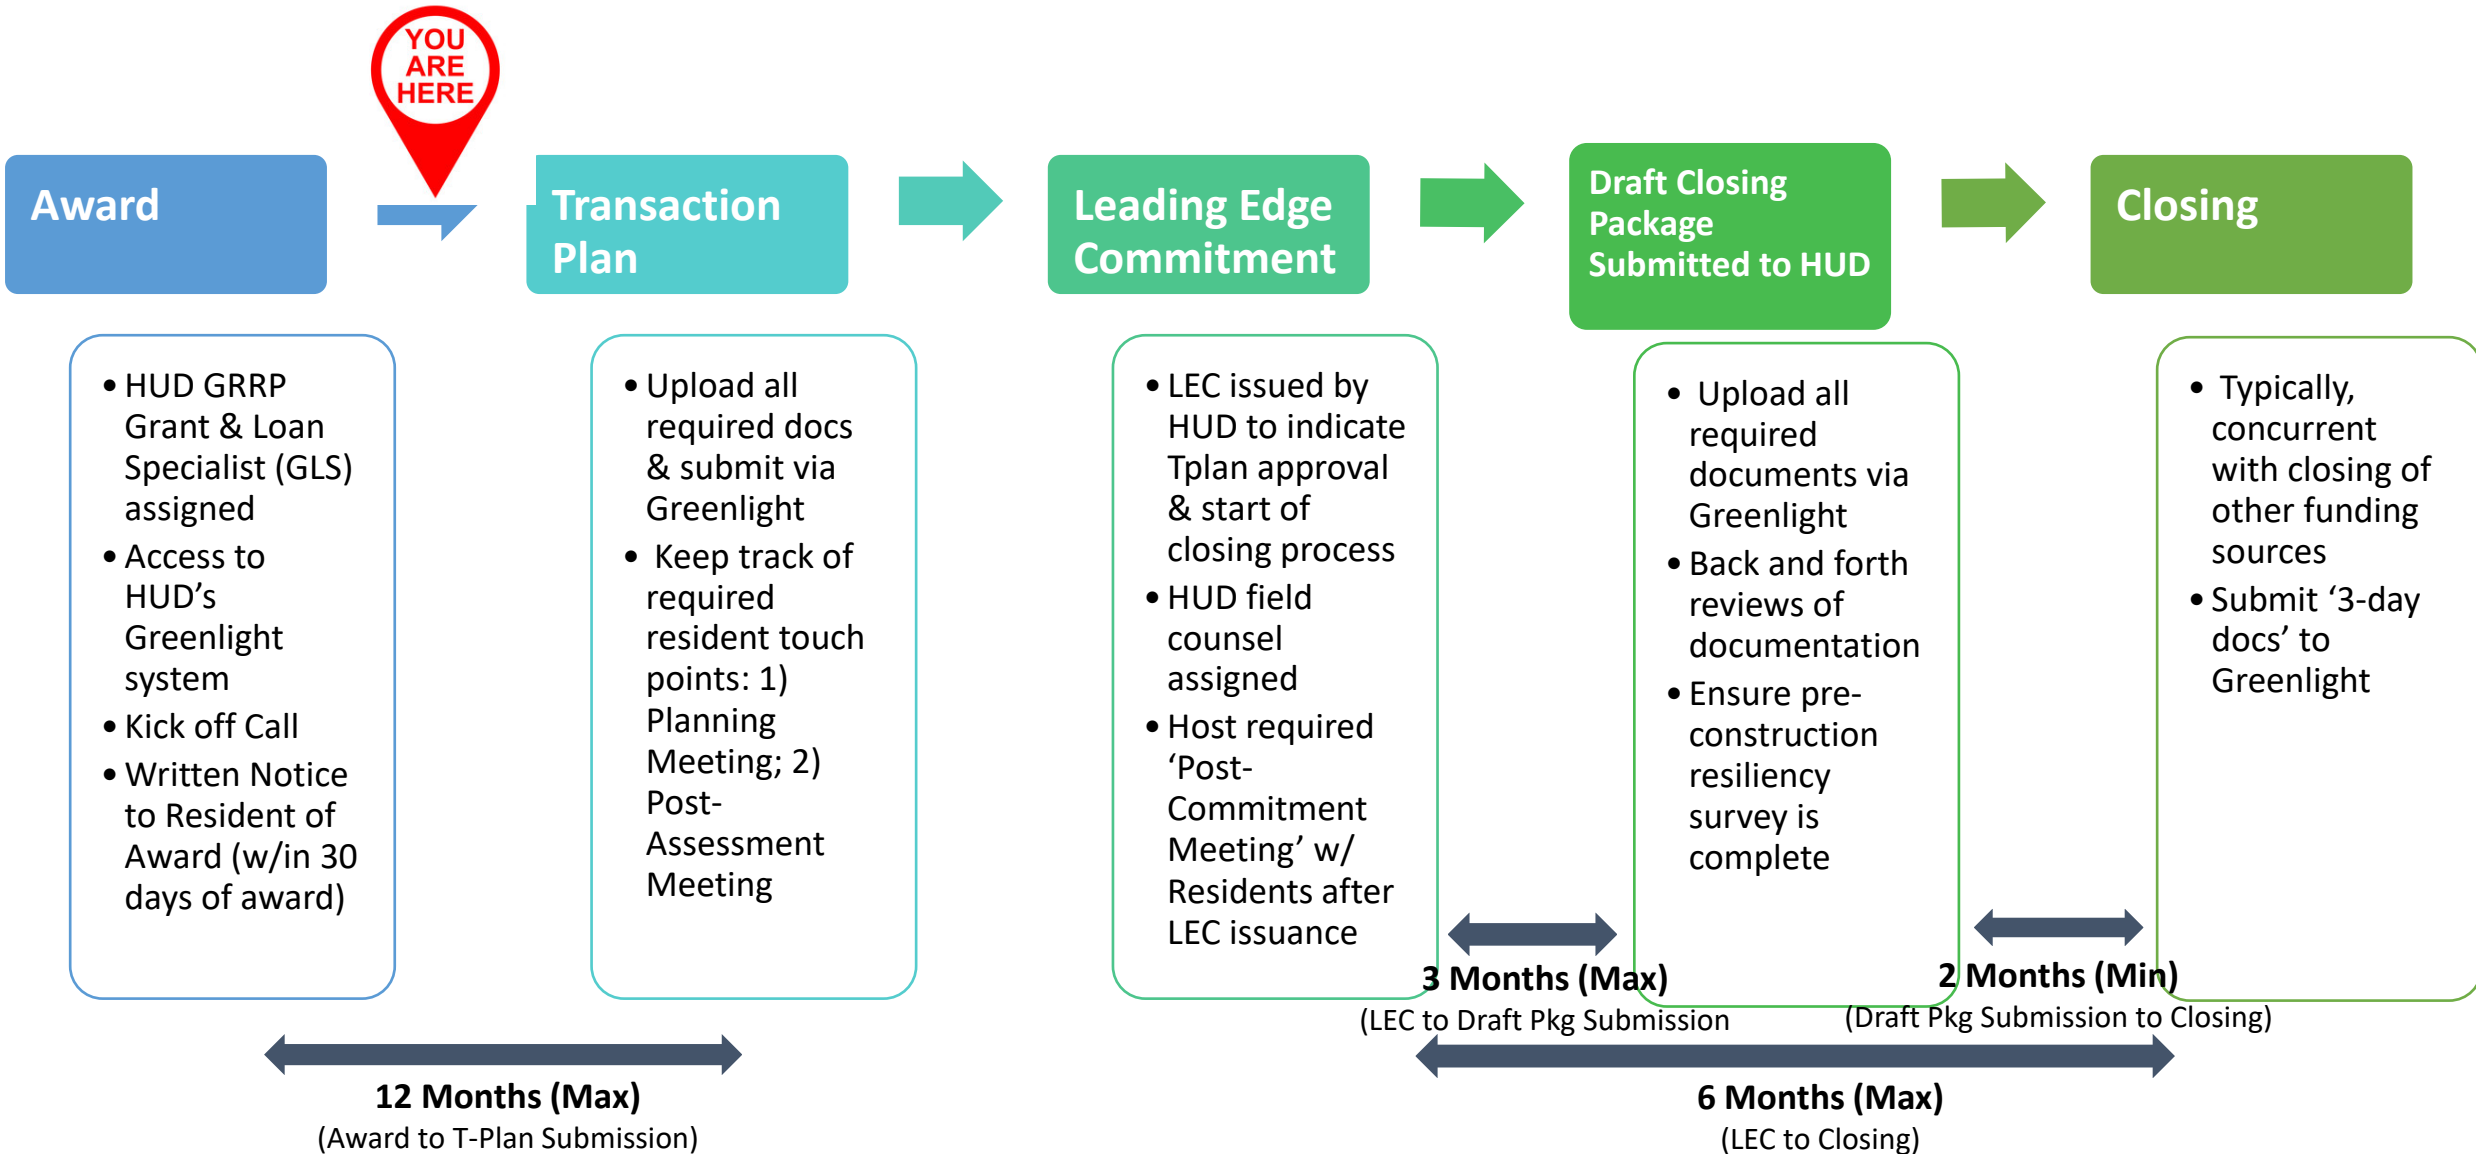 YOU
ARE
HERE
Award
Transaction
Plan
Leading Edge
Commitment
Draft Closing
Package
Submitted to HUD
Closing
• HUD GRRP
Grant & Loan
Specialist (GLS)
assigned
• Access to
HUD’s
Greenlight
system
• Kick off Call
• Written Notice
to Resident of
Award (w/in 30
days of award)
• Upload all
required docs
& submit via
Greenlight
• Keep track of
required
resident touch
points: 1)
Planning
Meeting; 2)
Post-
Assessment
Meeting
• LEC issued by
HUD to indicate
Tplan approval
& start of
closing process
• HUD field
counsel
assigned
• Host required
‘Post-
Commitment
Meeting’ w/
Residents after
LEC issuance
• Upload all
required
documents via
Greenlight
• Back and forth
reviews of
documentation
• Ensure pre-
construction
resiliency
survey is
complete
• Typically,
concurrent
with closing of
other funding
sources
• Submit ‘3-day
docs’ to
Greenlight
3 Months (Max)
(LEC to Draft Pkg Submission
2 Months (Min)
(Draft Pkg Submission to Closing)
12 Months (Max)
(Award to T-Plan Submission)
6 Months (Max)
(LEC to Closing)